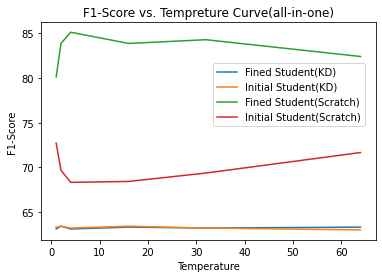 F1-Score vs. Tempreture Curve(all-in-one)
85
80
75
70
65
F1-Score
Fined Student(KD)
Initial Student(KD)
Fined Student(Scratch)
Initial Student(Scratch)
0 10 20 30 40 50 60
Temperature